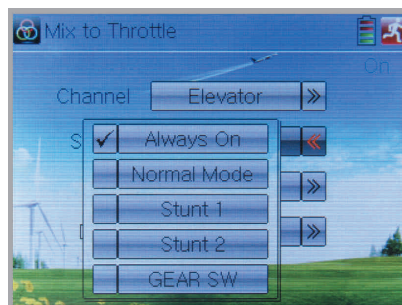 Mix to Throttle
On
Channel Elevator
S
Always On
Normal Mode
Stunt 1
Stunt 2
GEAR SW